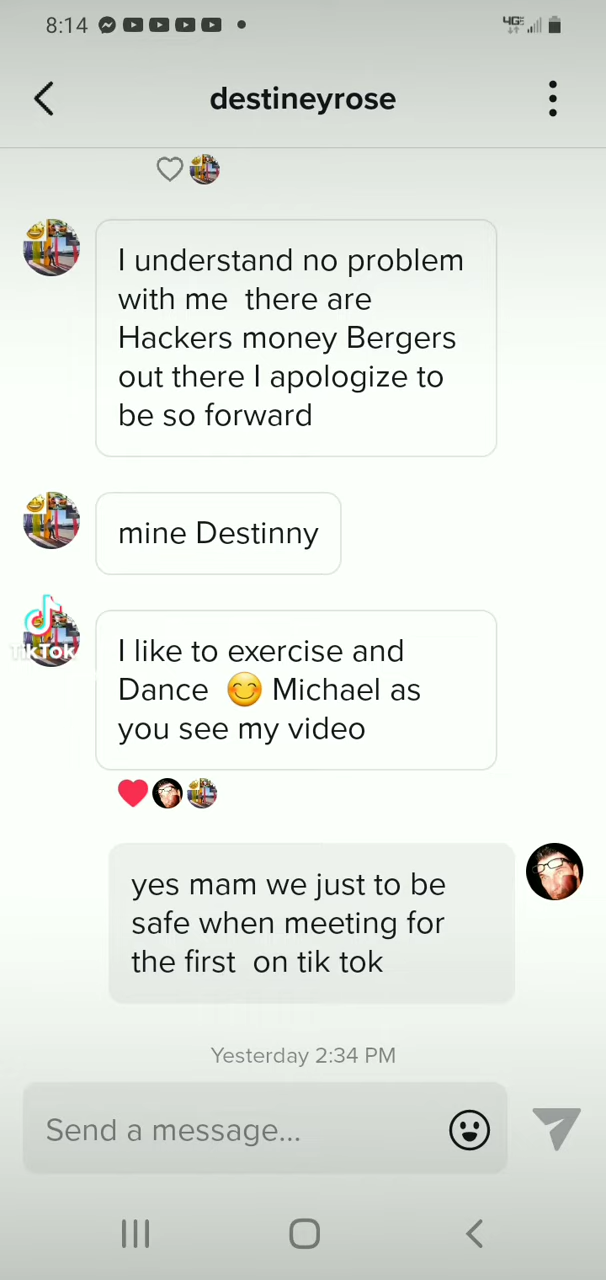 8:14
4GE
destineyrose
I understand no problem
with me there are
Hackers money Bergers
out there I apologize to
be so forward
mine Destinny
TikTok
I like to exercise and
Dance 😊 Michael as
you see my video
yes mam we just to be
safe when meeting for
the first on tik tok
Yesterday 2:34 PM
Send a message...